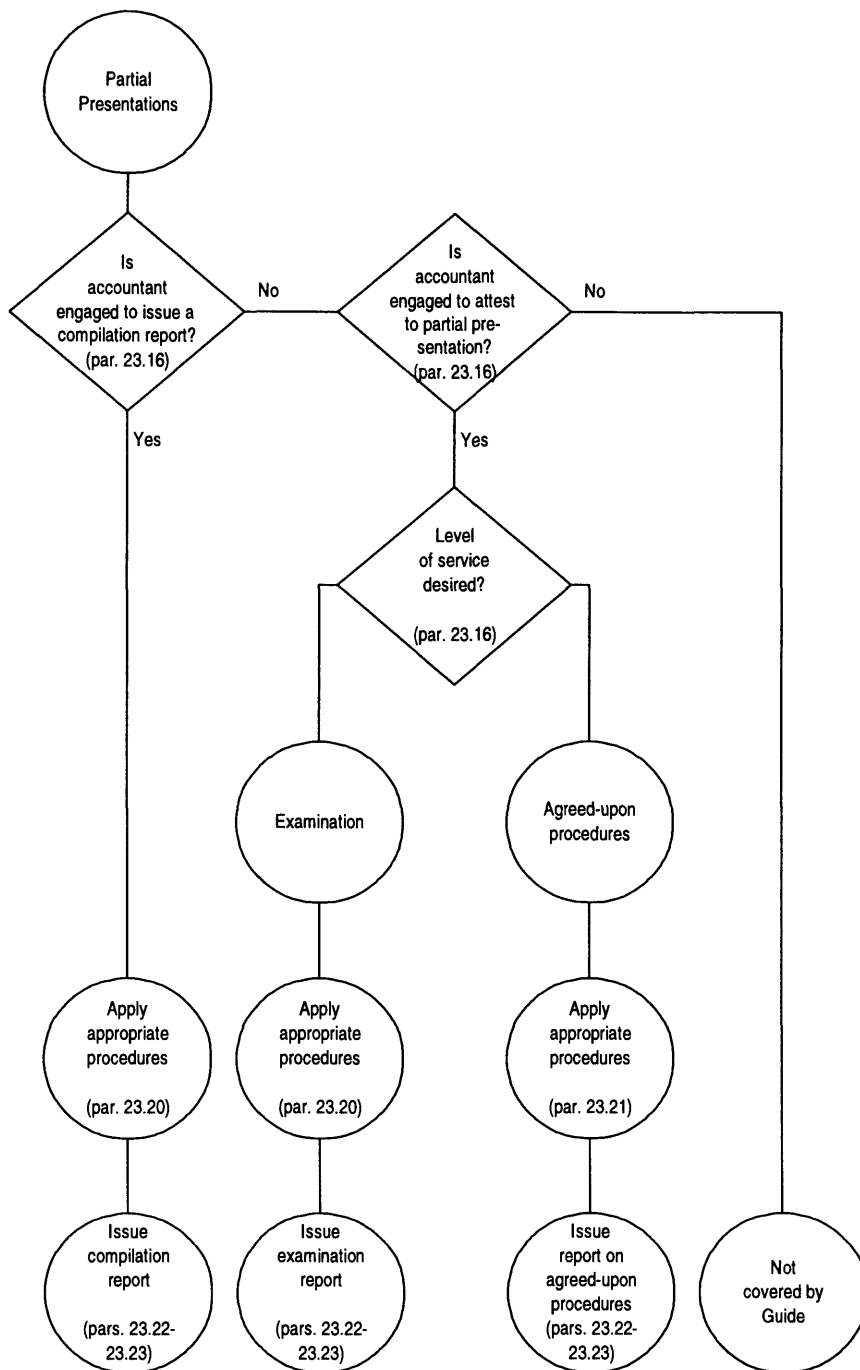 Partial
Presentations
Is
accountant
engaged to issue a
compilation report?
(par. 23.16)
No
Is
accountant
engaged to attest
to partial pre-
sentation?
(par. 23.16)
No
Yes
Yes
Level
of service
desired?
(par. 23.16)
Examination
Agreed-upon
procedures
Apply
appropriate
procedures
(par. 23.20)
Apply
appropriate
procedures
(par. 23.20)
Apply
appropriate
procedures
(par. 23.21)
Issue
compilation
report
(pars. 23.22-
23.23)
Issue
examination
report
(pars. 23.22-
23.23)
Issue
report on
agreed-upon
procedures
(pars. 23.22-
23.23)
Not
covered by
Guide